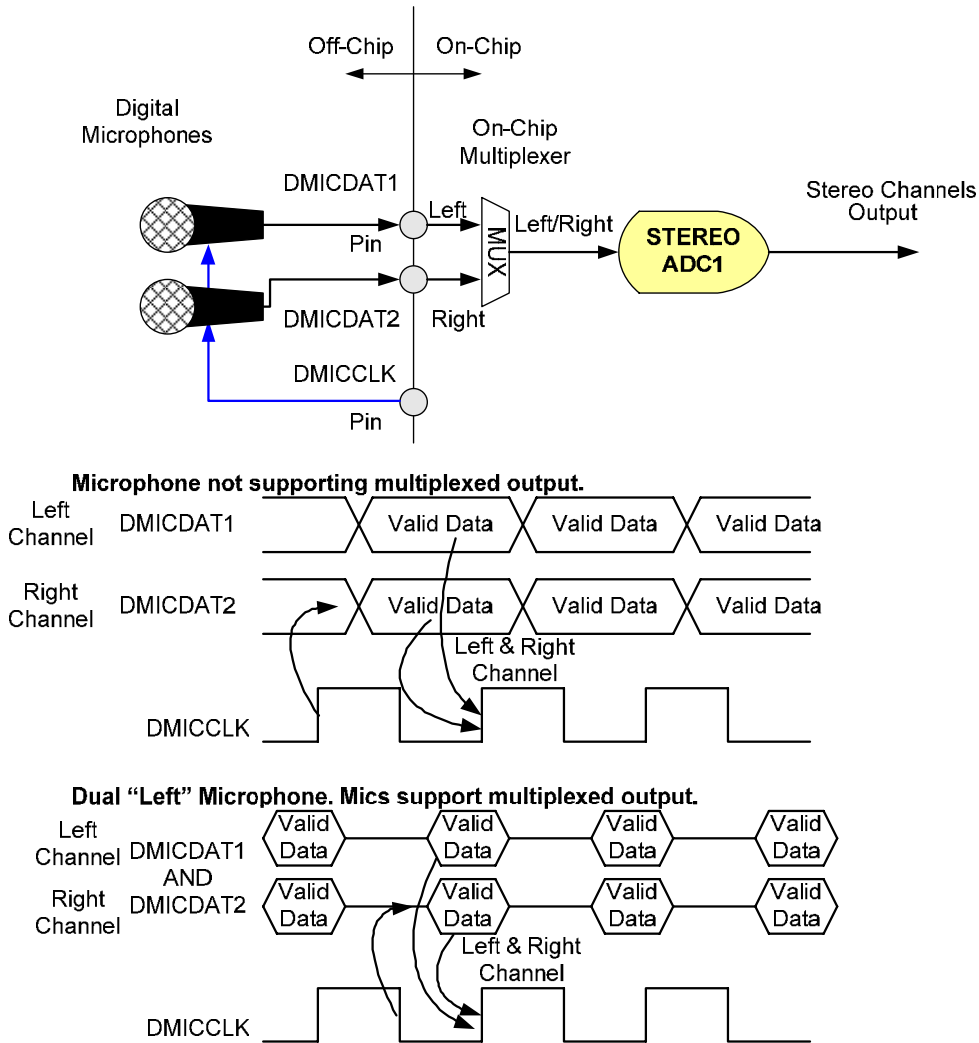 Off-Chip On-Chip
Digital
Microphones
On-Chip
Multiplexer
DMICDAT1
Left
Pin
MUX
Left/Right
STEREO
ADC1
Stereo Channels
Output
DMICDAT2
Right
DMICCLK
Pin
Microphone not supporting multiplexed output.
Left
Channel
DMICDAT1
Valid Data Valid Data Valid Data
Right
Channel
DMICDAT2
Valid Data Valid Data Valid Data
Left & Right
Channel
DMICCLK
Dual “Left” Microphone. Mics support multiplexed output.
Left
Channel
Valid
Data
Valid
Data
Valid
Data
Valid
Data
DMICDAT1
AND
DMICDAT2
Right
Channel
Valid
Data
Valid
Data
Valid
Data
Valid
Data
Left & Right
Channel
DMICCLK